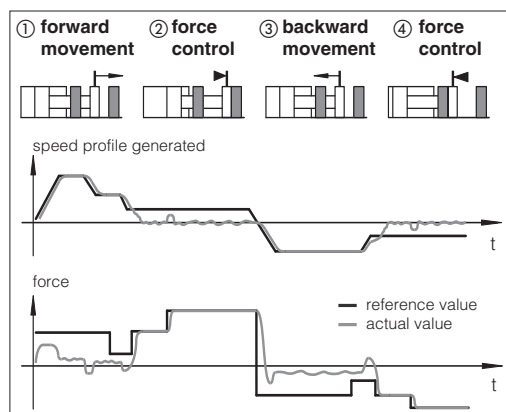 ① forward movement
② force control
③ backward movement
④ force control
speed profile generated
t
force
reference value
actual value
t